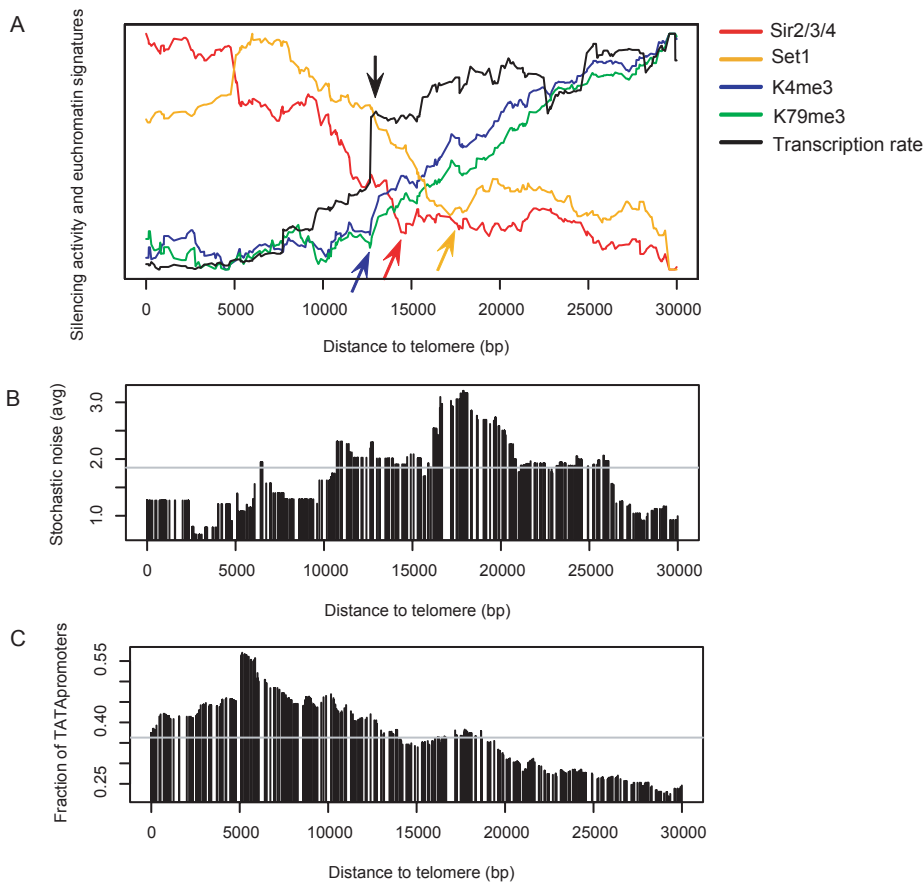 A
Silencing activity and euchromatin signatures
0 5000 10000 15000 20000 25000 30000
Distance to telomere (bp)
Sir2/3/4
Set1
K4me3
K79me3
Transcription rate
B
Stochastic noise (avg)
3.0
2.0
1.0
0 5000 10000 15000 20000 25000 30000
Distance to telomere (bp)
C
Fraction of TATApromoters
0.55
0.40
0.25
0 5000 10000 15000 20000 25000 30000
Distance to telomere (bp)